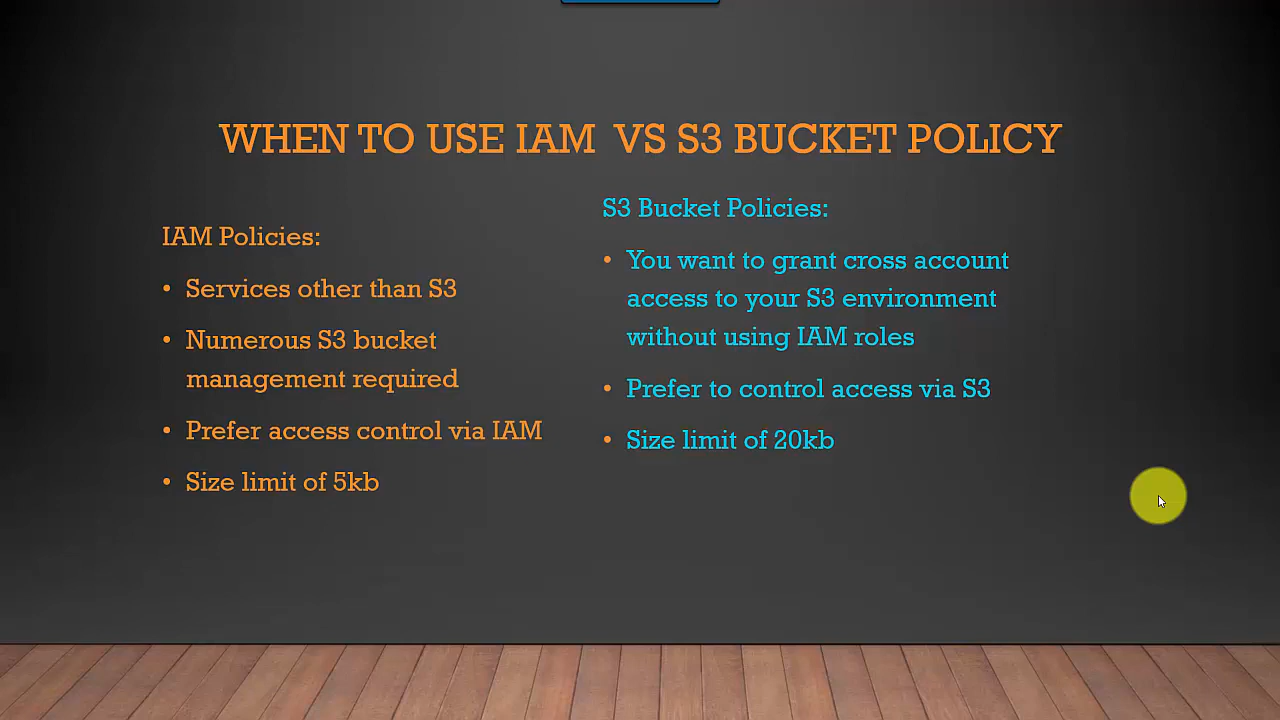 WHEN TO USE IAM VS S3 BUCKET POLICY
IAM Policies:
• Services other than S3
• Numerous S3 bucket
management required
• Prefer access control via IAM
• Size limit of 5kb
S3 Bucket Policies:
• You want to grant cross account
access to your S3 environment
without using IAM roles
• Prefer to control access via S3
• Size limit of 20kb